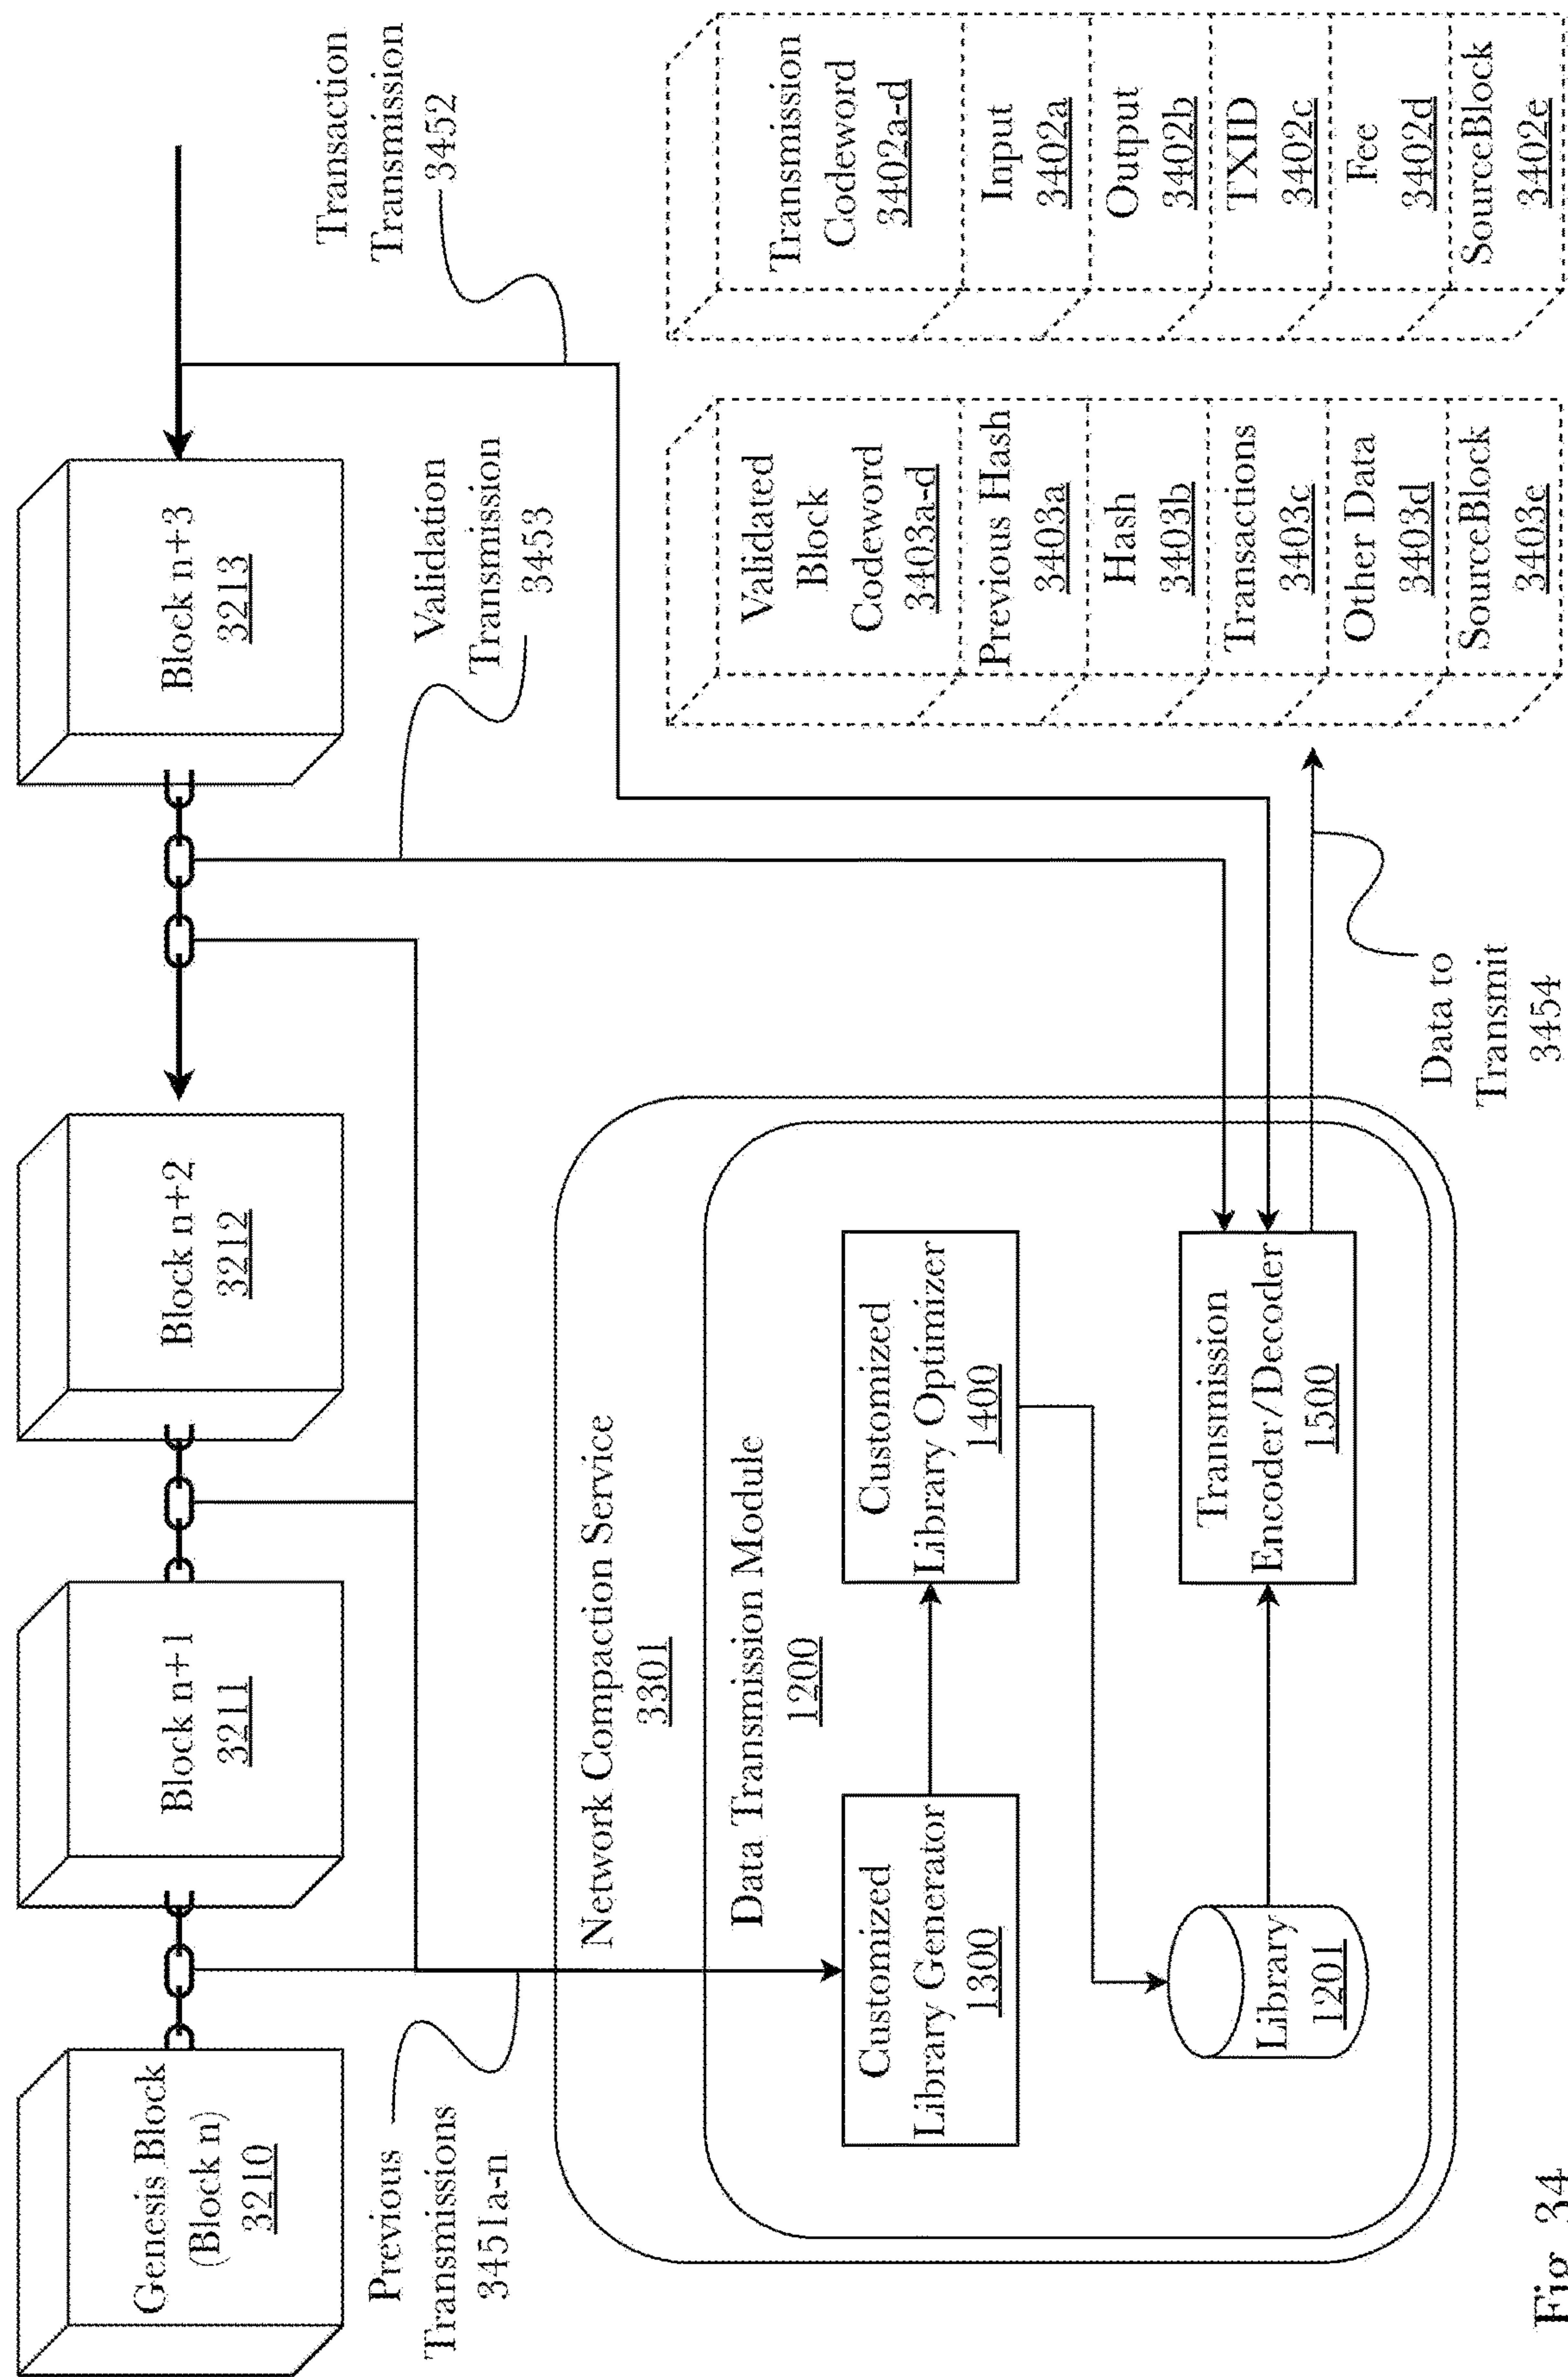 Genesis Block
(Block n)
3210
Block n+1
3211
Block n+2
3212
Block n+3
3213
Previous
Transmissions
3451a-n
Validation
Transmission
3453
Transaction
Transmission
3452
Network Compaction Service
3301
Data Transmission Module
1200
Customized
Library Generator
1300
Customized
Library Optimizer
1400
Library
1201
Transmission
Encoder/Decoder
1500
Data to
Transmit
3454
Validated
Block
Codeword
3403a-d
Previous Hash
3403a
Hash
3403b
Transactions
3403c
Other Data
3403d
SourceBlock
3403e
Transmission
Codeword
3402a-d
Input
3402a
Output
3402b
TXID
3402c
Fee
3402d
SourceBlock
3402e
Fig. 34